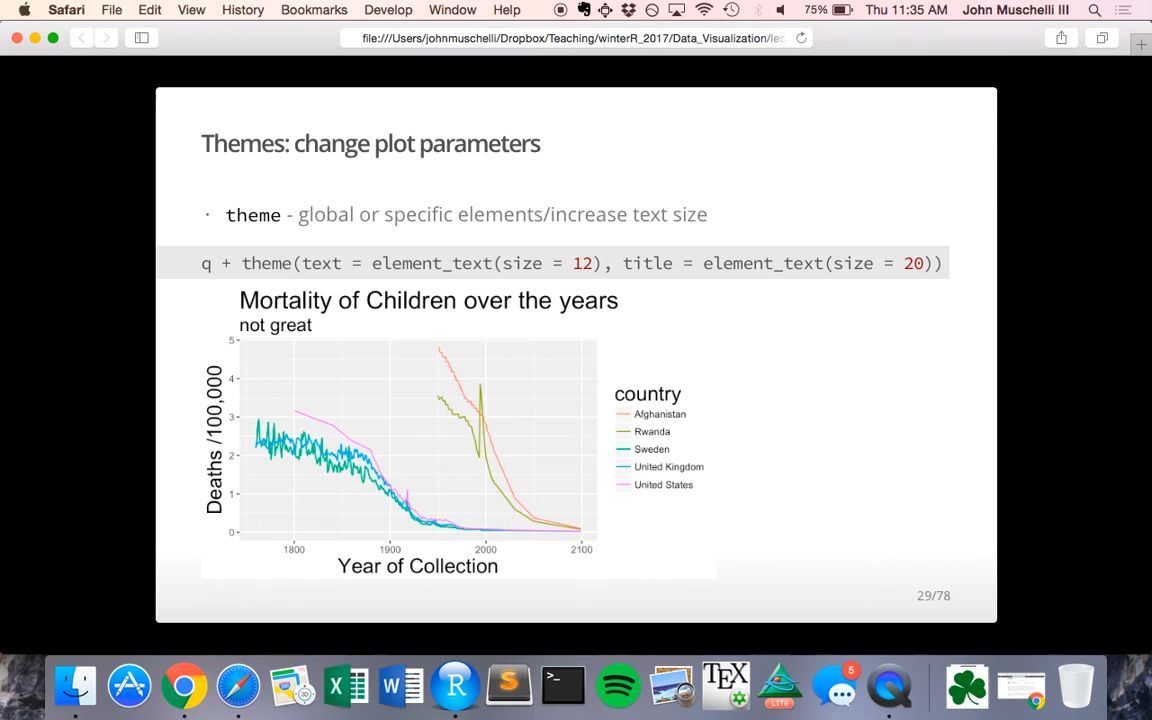 Safari File Edit View History Bookmarks Develop Window Help 75% Thu 11:35 AM John Muschelli III
file:///Users/johnmuschelli/Dropbox/Teaching/winterR_2017/Data_Visualization/lec
Themes: change plot parameters
· theme - global or specific elements/increase text size
q + theme(text = element_text(size = 12), title = element_text(size = 20))
Mortality of Children over the years
not great
5
4
3
2
1
0
Deaths /100,000
1800 1900 2000 2100
Year of Collection
country
Afghanistan
Rwanda
Sweden
United Kingdom
United States
29/78
5
LITE